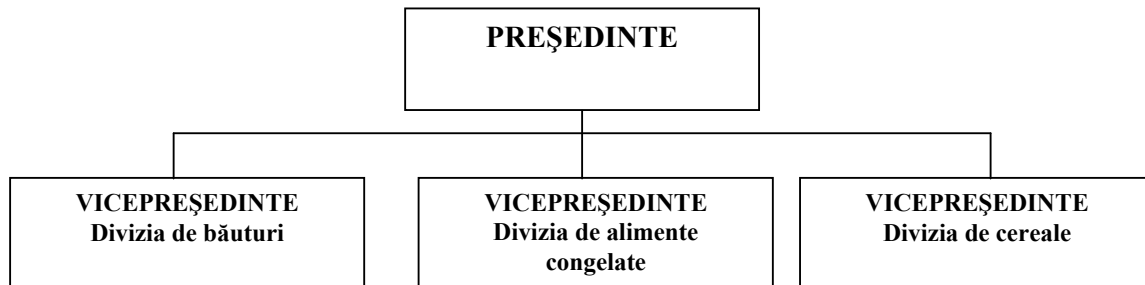 PREŞEDINTE
VICEPREŞEDINTE
Divizia de băuturi
VICEPREŞEDINTE
Divizia de alimente
congelate
VICEPREŞEDINTE
Divizia de cereale